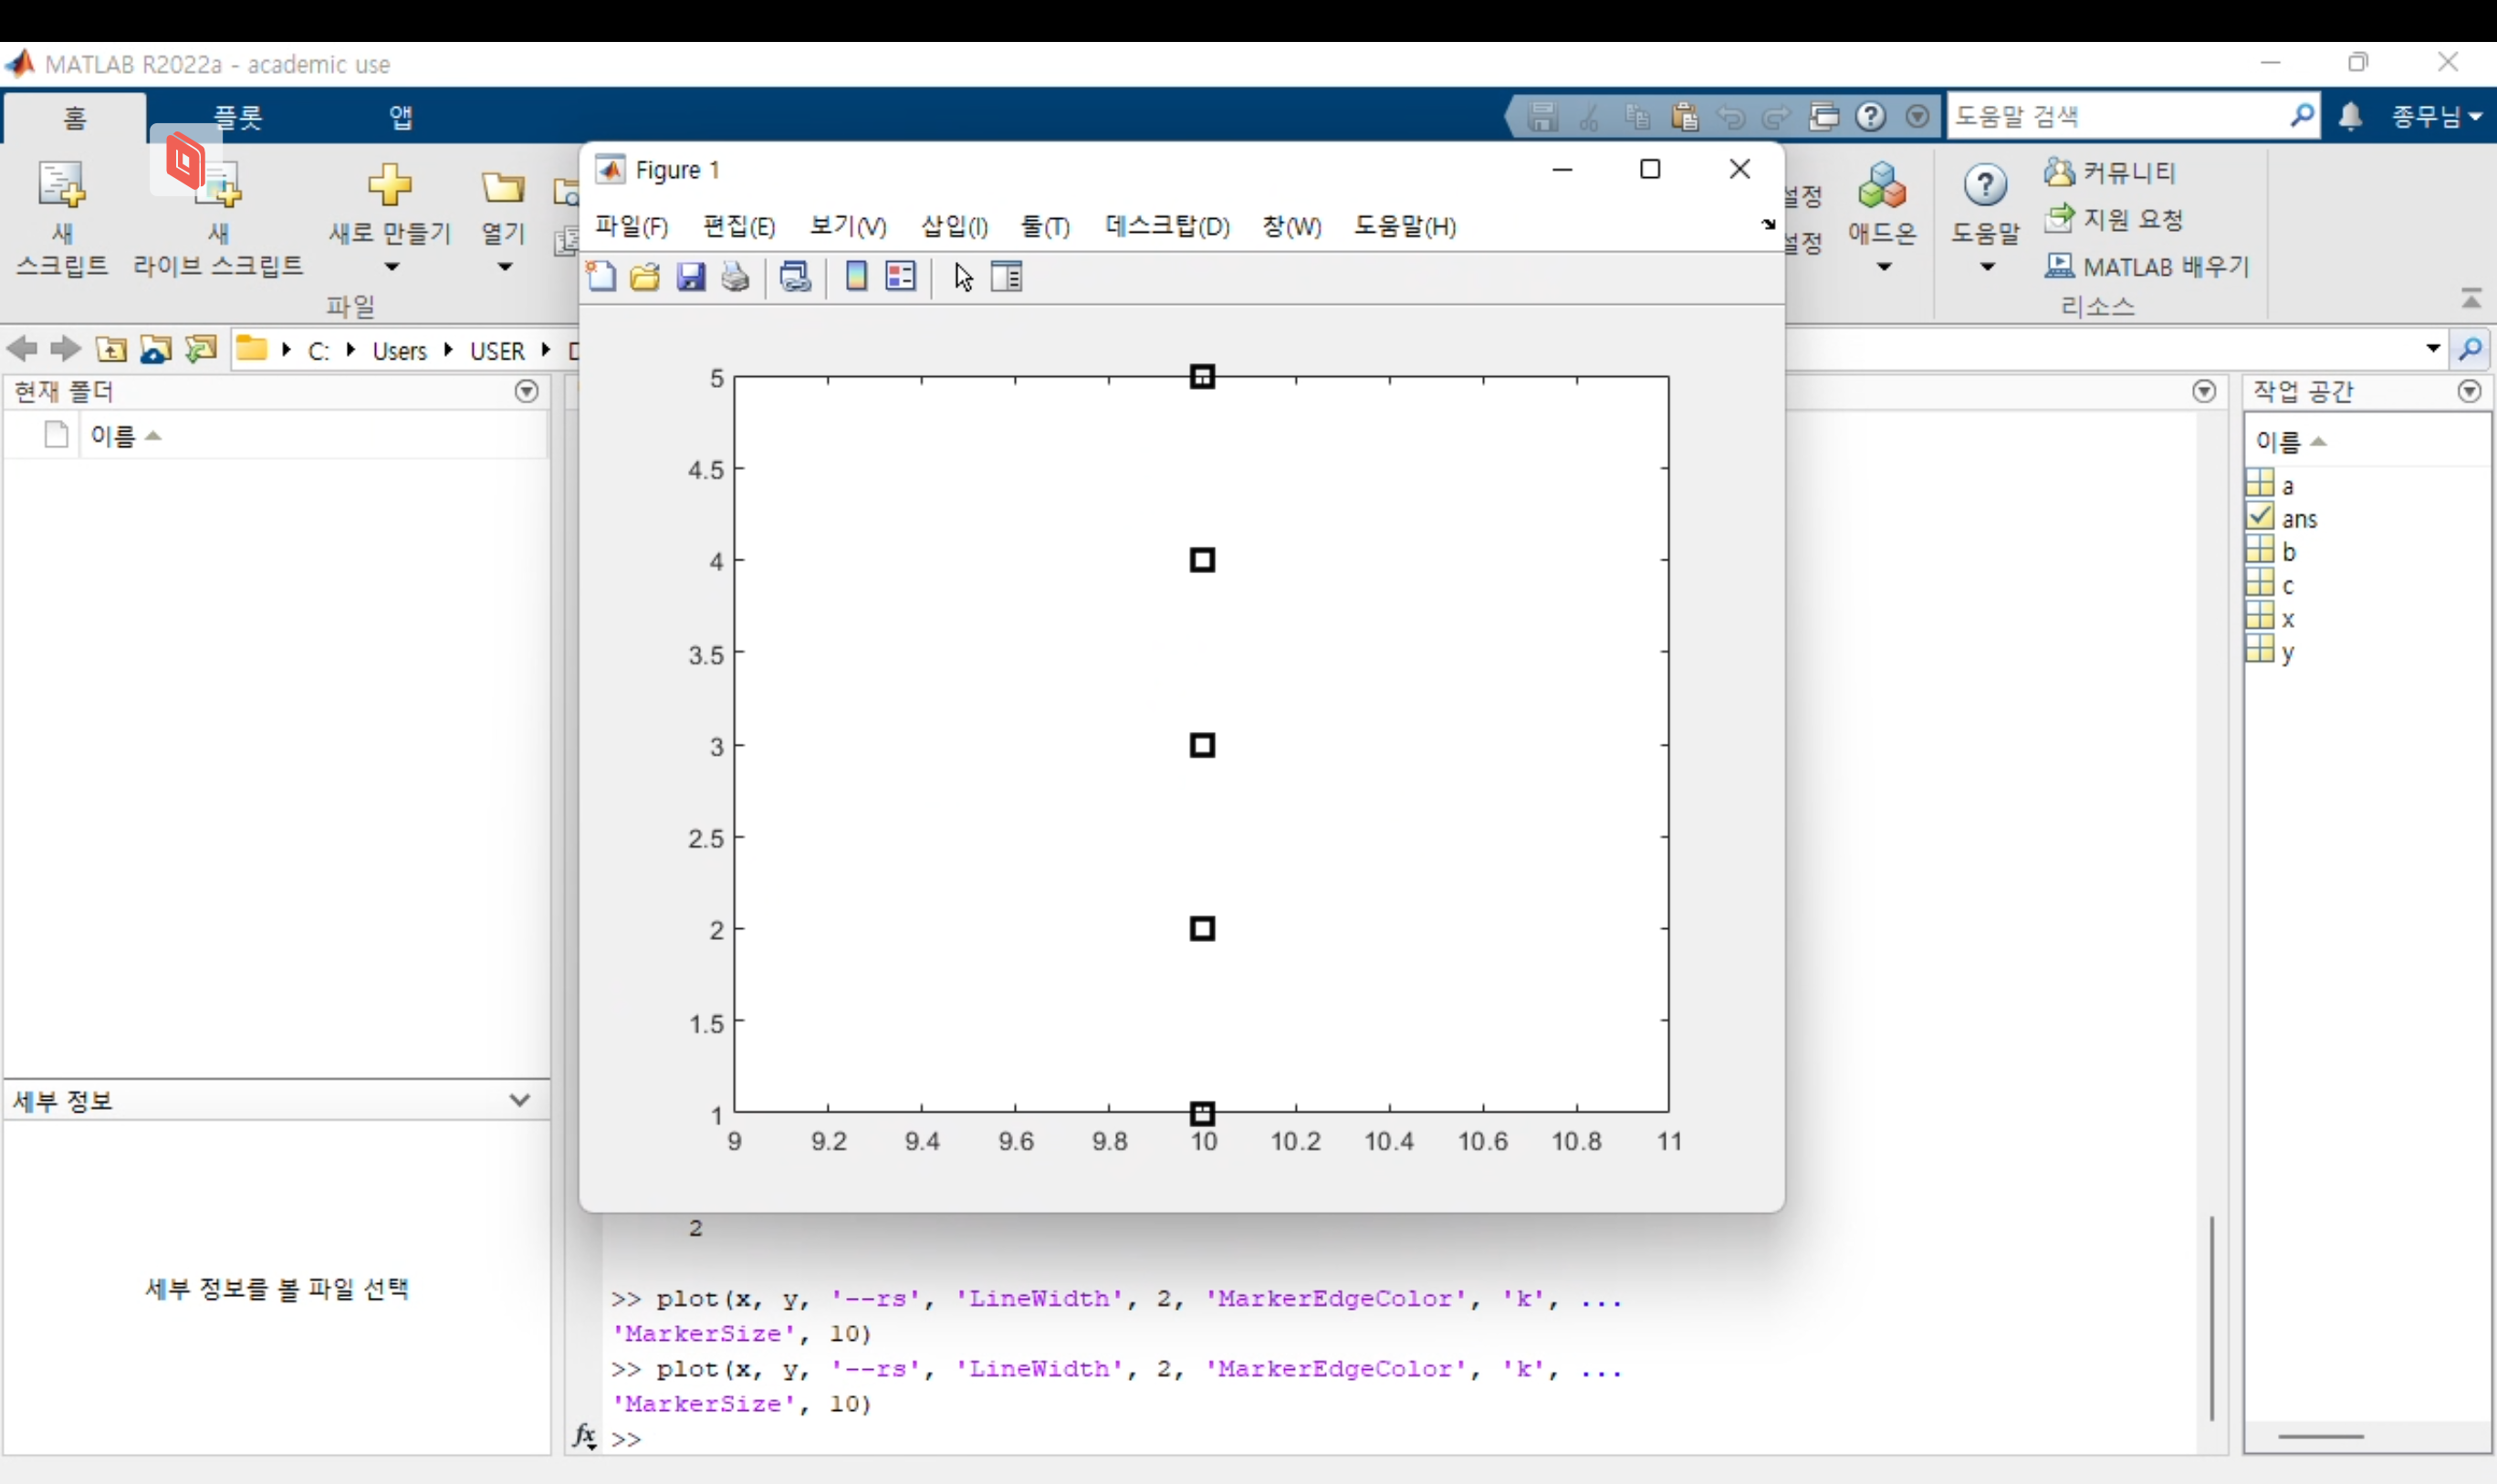 MATLAB R2022a - academic use
홈 플롯 앱
도움말 검색
종무님
새
스크립트
새
라이브 스크립트
새로 만들기
열기
파일
설정
설정
애드온
도움말
커뮤니티
지원 요청
MATLAB 배우기
리소스
C: Users USER
현재 폴더
이름
세부 정보
세부 정보를 볼 파일 선택
Figure 1
파일(F) 편집(E) 보기(V) 삽입(I) 툴(T) 데스크탑(D) 창(W) 도움말(H)
5
4.5
4
3.5
3
2.5
2
1.5
1
9 9.2 9.4 9.6 9.8 10 10.2 10.4 10.6 10.8 11
2
>> plot(x, y, '--rs', 'LineWidth', 2, 'MarkerEdgeColor', 'k', ...
'MarkerSize', 10)
>> plot(x, y, '--rs', 'LineWidth', 2, 'MarkerEdgeColor', 'k', ...
'MarkerSize', 10)
fx >>
작업 공간
이름
a
ans
b
c
x
y